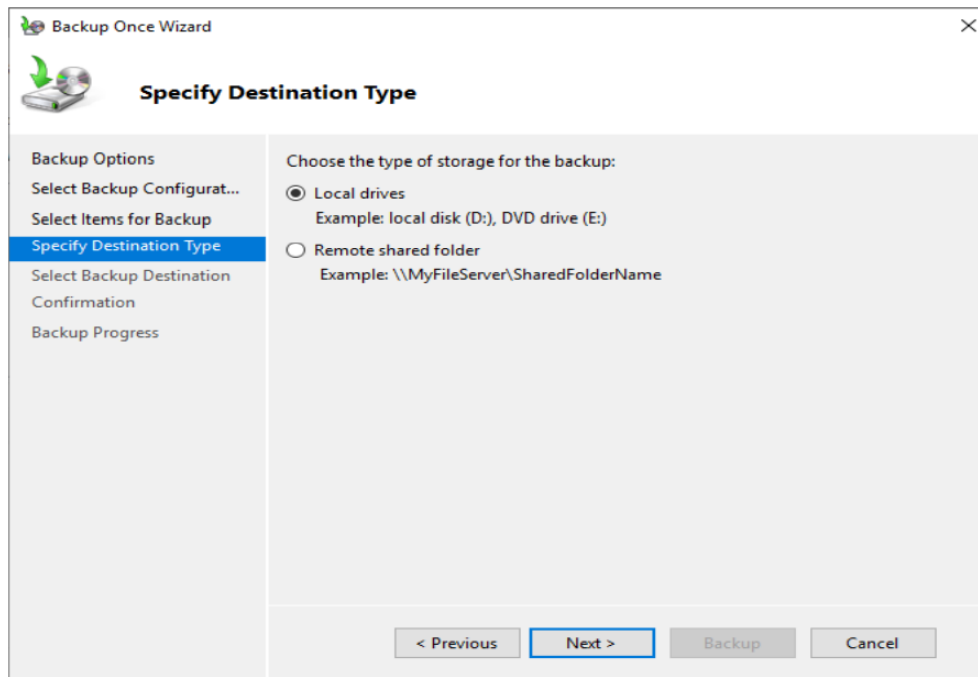 Backup Once Wizard
Specify Destination Type
Backup Options
Select Backup Configurat...
Select Items for Backup
Specify Destination Type
Select Backup Destination
Confirmation
Backup Progress
Choose the type of storage for the backup:
Local drives
Example: local disk (D:), DVD drive (E:)
Remote shared folder
Example: \\MyFileServer\SharedFolderName
< Previous
Next >
Backup
Cancel